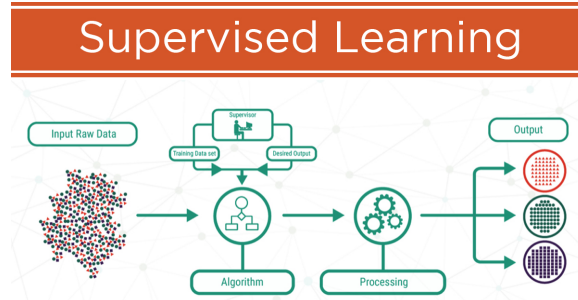 Supervised Learning
Input Raw Data
Supervisor
Training Data set
Desired Output
Algorithm
Processing
Output